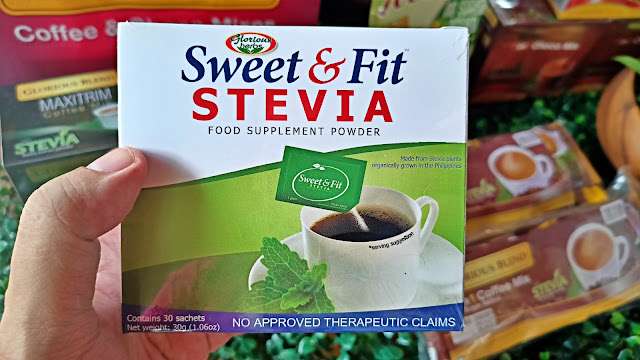 Coffee &
Glorious
herbs
Sweet & Fit
STEVIA
FOOD SUPPLEMENT POWDER
Made from stevia plants
organically grown in the Philippines
Sweet & Fit
STEVIA
*serving suggestion
Contains 30 sachets
Net weight: 30g (1.06oz)
NO APPROVED THERAPEUTIC CLAIMS
GLORIOUS BLEND
MAXITRIM
STEVIA
Choco Mix
GLORIOUS BLEND
Coffee Mix
STEVIA